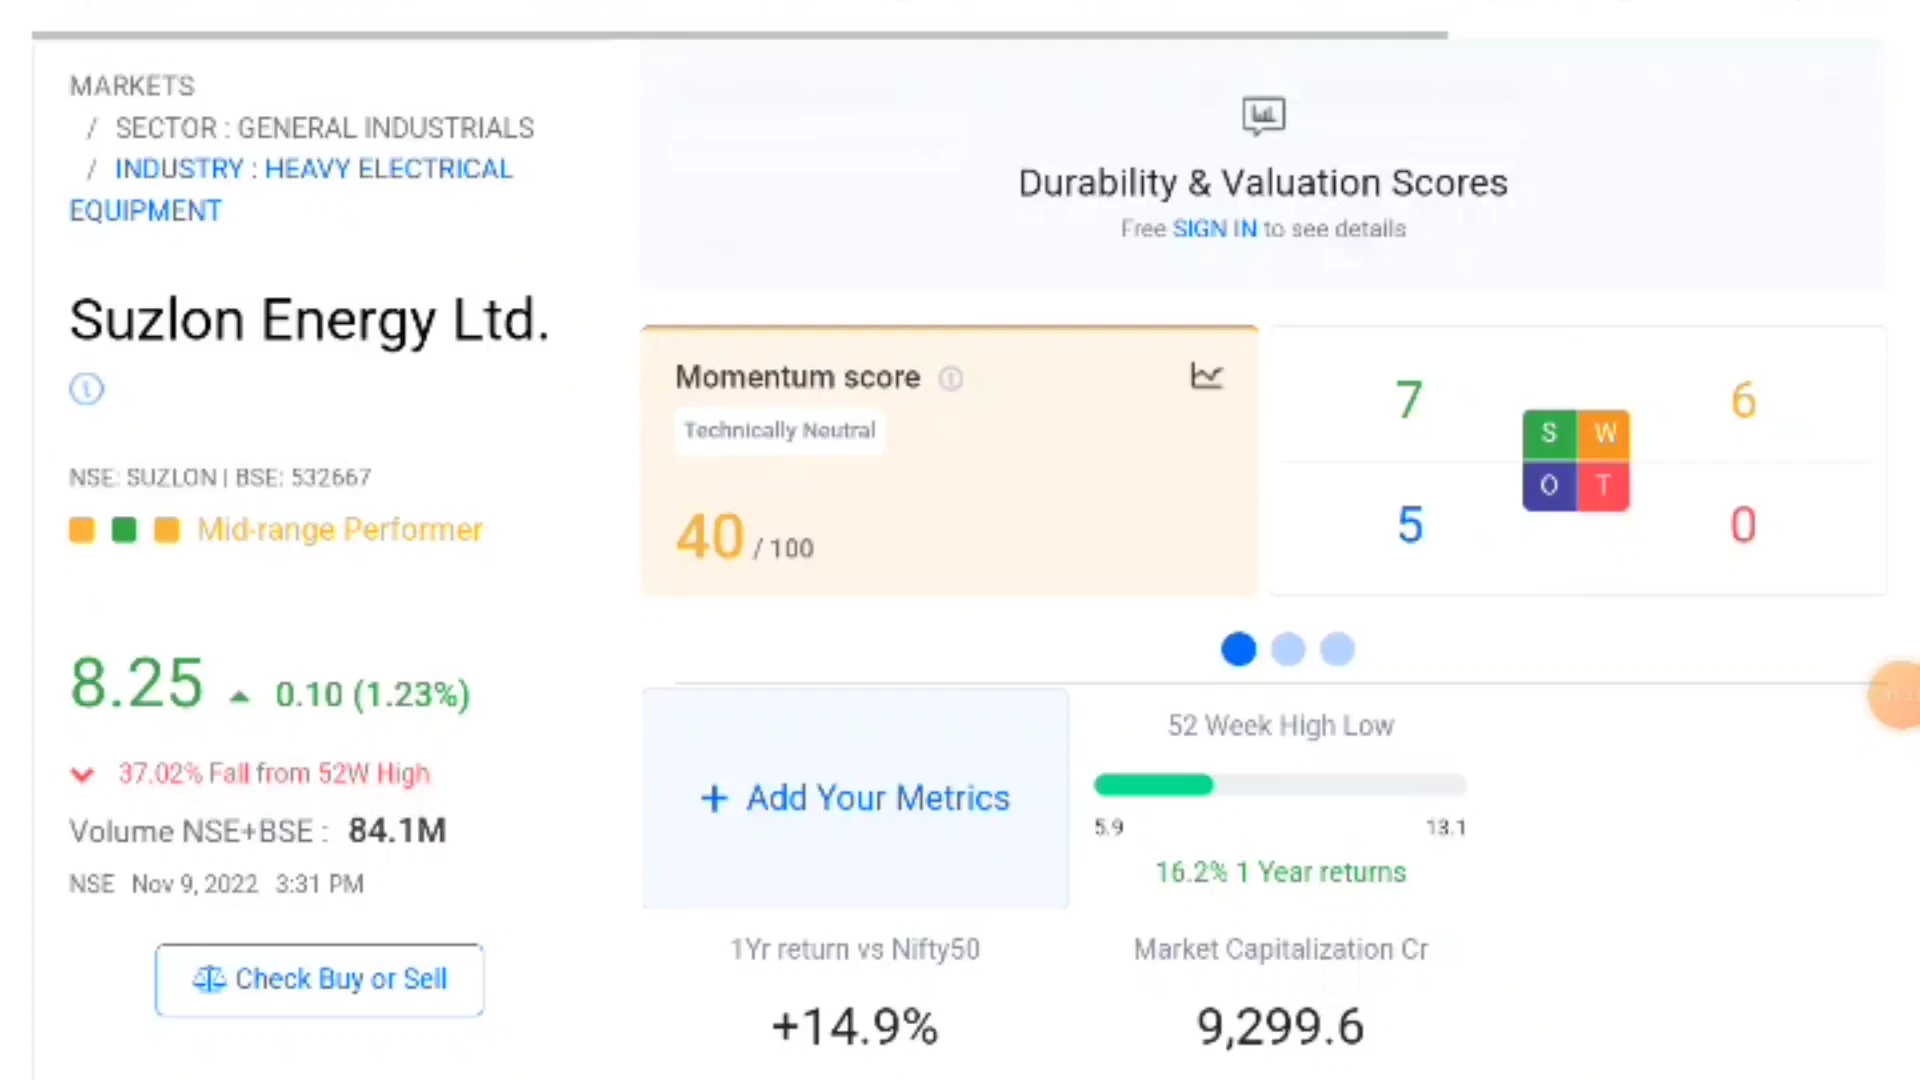 MARKETS
/ SECTOR : GENERAL INDUSTRIALS
/ INDUSTRY : HEAVY ELECTRICAL
EQUIPMENT
Suzlon Energy Ltd.
NSE: SUZLON | BSE: 532667
Mid-range Performer
8.25 0.10 (1.23%)
37.02% Fall from 52W High
Volume NSE+BSE : 84.1M
NSE Nov 9, 2022 3:31 PM
Check Buy or Sell
Durability & Valuation Scores
Free SIGN IN to see details
Momentum score
Technically Neutral
40 / 100
7 S W 6
5 O T 0
+ Add Your Metrics
52 Week High Low
5.9 13.1
16.2% 1 Year returns
1Yr return vs Nifty50
+14.9%
Market Capitalization Cr
9,299.6